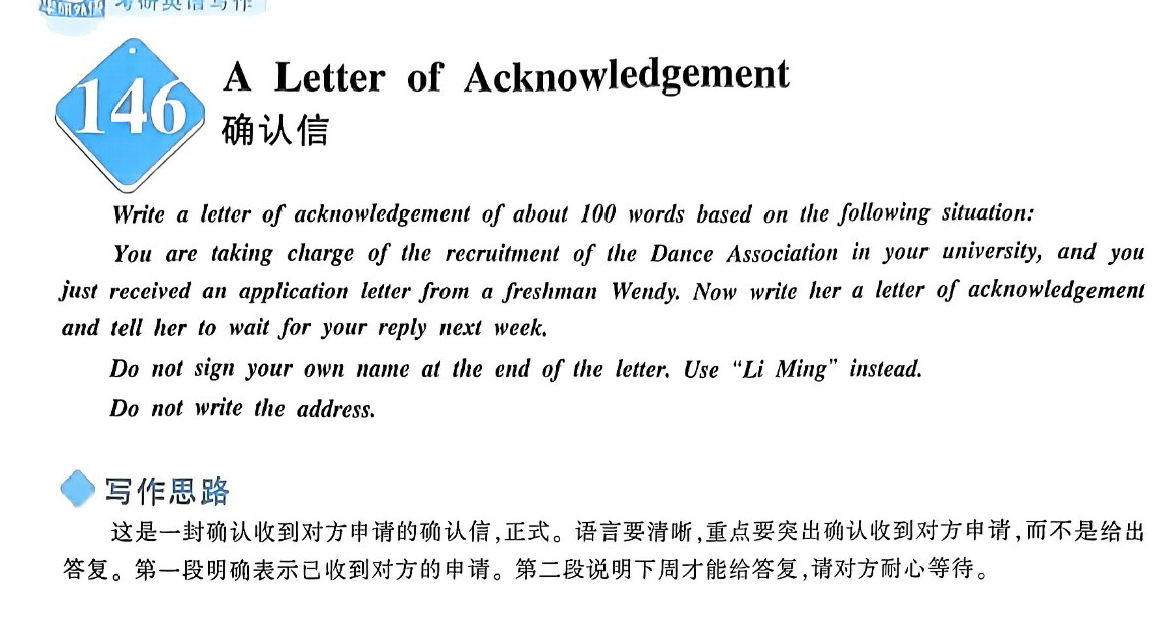 考研英语写作
146
A Letter of Acknowledgement
确认信
Write a letter of acknowledgement of about 100 words based on the following situation:
You are taking charge of the recruitment of the Dance Association in your university, and you
just received an application letter from a freshman Wendy. Now write her a letter of acknowledgement
and tell her to wait for your reply next week.
Do not sign your own name at the end of the letter. Use “Li Ming” instead.
Do not write the address.
写作思路
这是一封确认收到对方申请的确认信,正式。语言要清晰,重点要突出确认收到对方申请,而不是给出
答复。第一段明确表示已收到对方的申请。第二段说明下周才能给答复,请对方耐心等待。